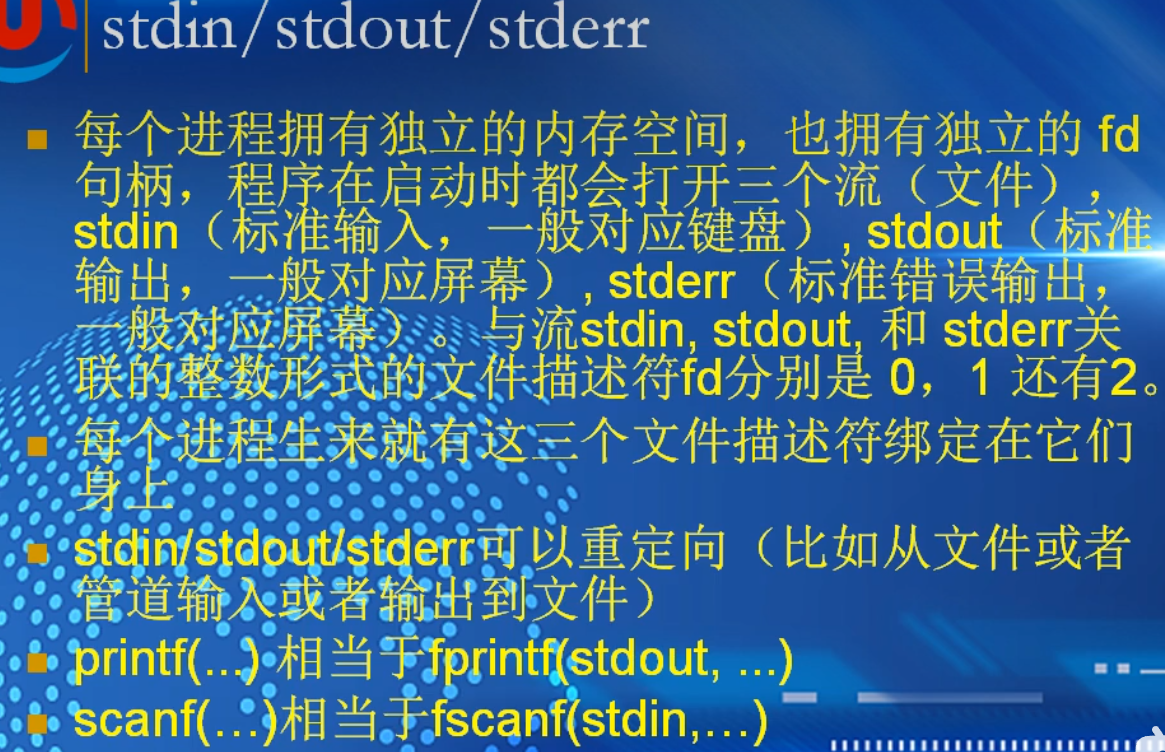 stdin/stdout/stderr
每个进程拥有独立的内存空间，也拥有独立的 fd
句柄，程序在启动时都会打开三个流（文件），
stdin（标准输入，一般对应键盘）, stdout（标准
输出，一般对应屏幕）, stderr（标准错误输出，
一般对应屏幕）。与流stdin, stdout, 和 stderr关
联的整数形式的文件描述符fd分别是 0，1 还有2。
每个进程生来就有这三个文件描述符绑定在它们
身上
stdin/stdout/stderr可以重定向（比如从文件或者
管道输入或者输出到文件）
printf(...) 相当于fprintf(stdout, ...)
scanf(…)相当于fscanf(stdin,…)